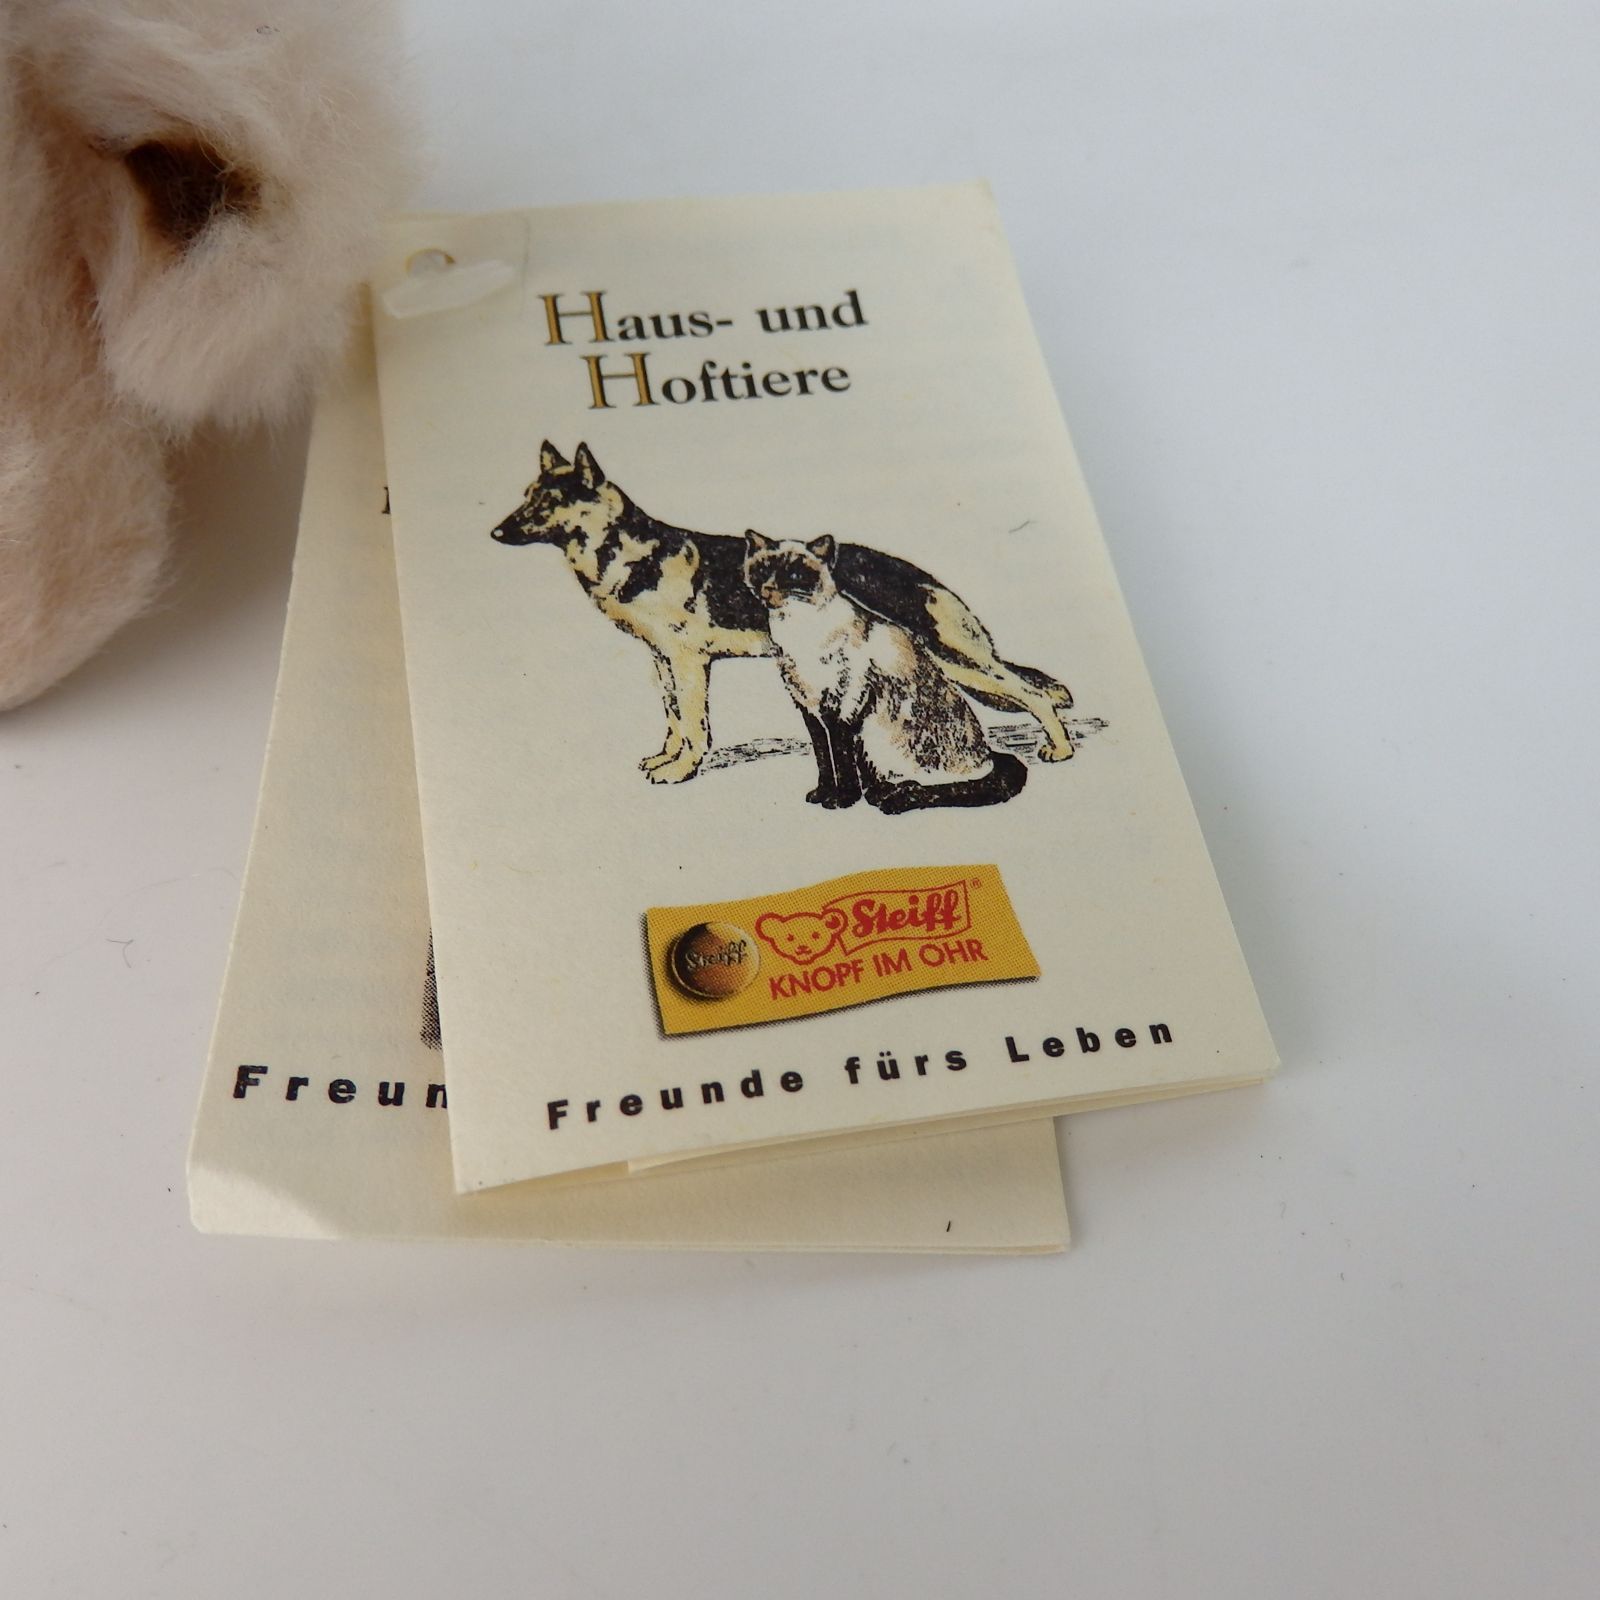 Haus- und
Hoftiere
Steiff
Steiff®
KNOPF IM OHR
Freunde fürs Leben
Freun